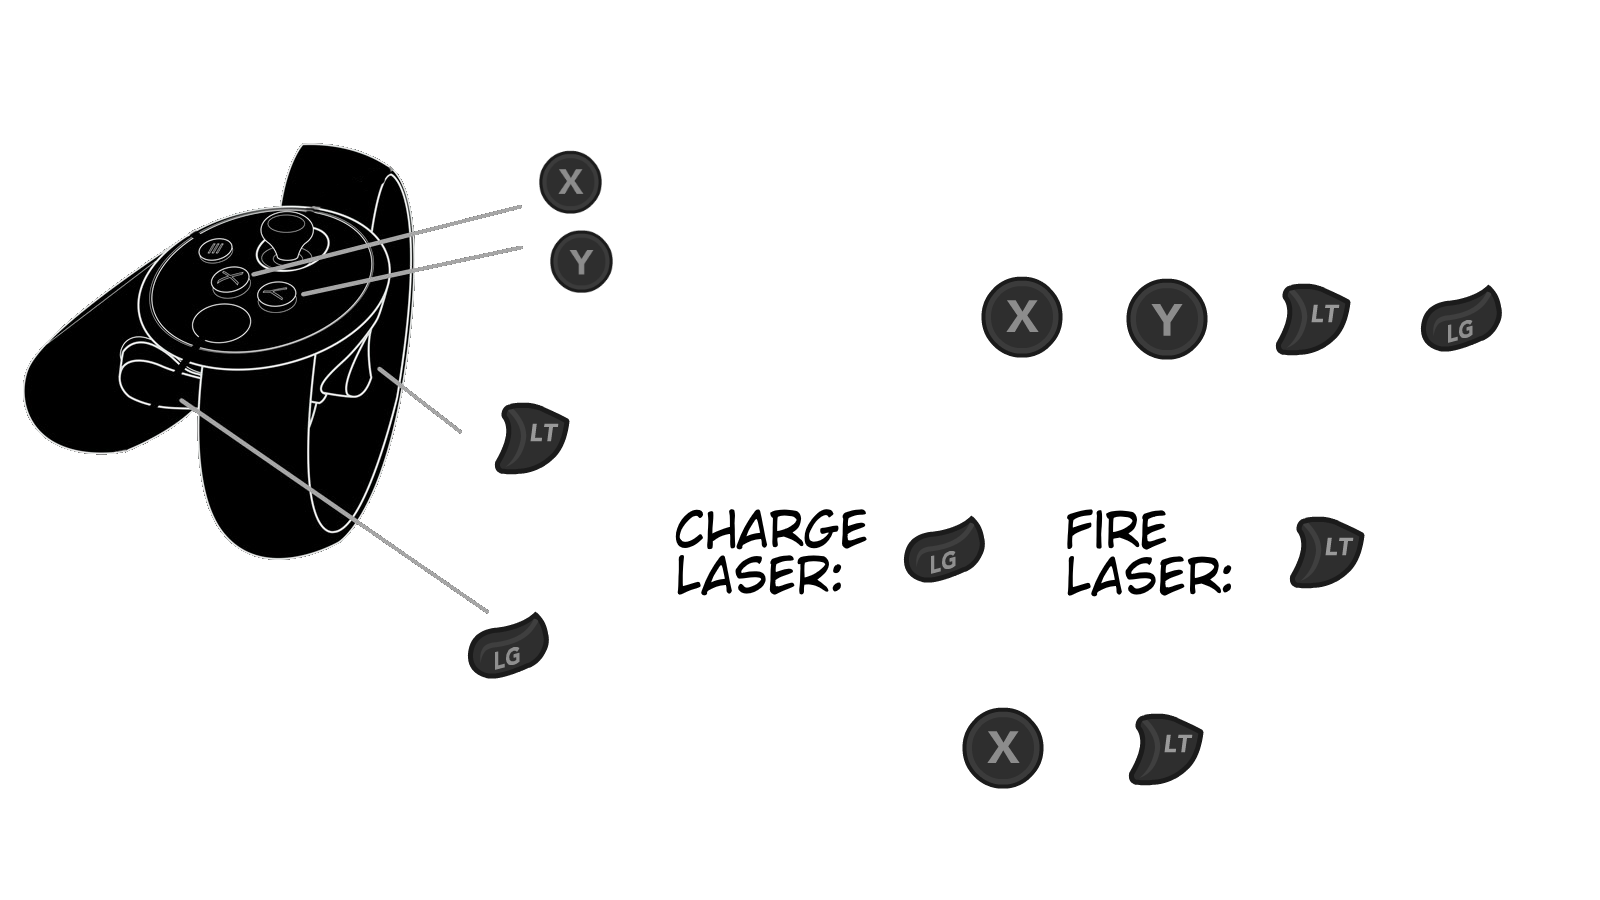 X
Y
X
Y
X Y LT LG
LT
CHARGE
LASER:
LG
FIRE
LASER:
LT
LG
X LT